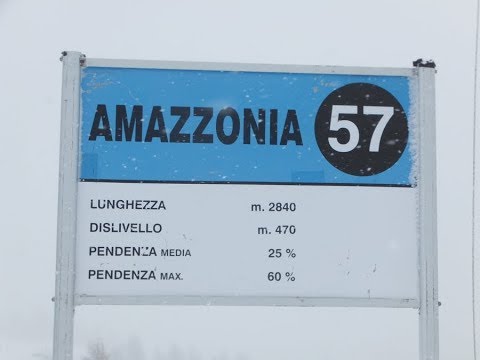 AMAZZONIA 57
LUNGHEZZA m. 2840
DISLIVELLO m. 470
PENDENZA MEDIA 25 %
PENDENZA MAX. 60 %